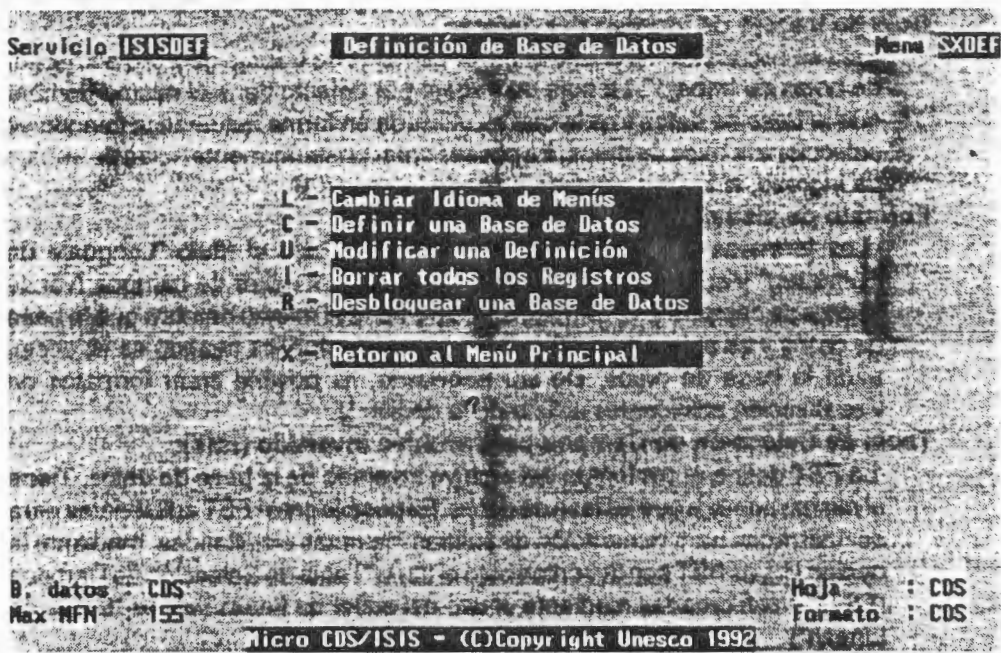 Servicio ISISDEF Definición de Base de Datos Menu SXDEF
L - Cambiar Idioma de Menús
C - Definir una Base de Datos
U - Modificar una Definición
I - Borrar todos los Registros
R - Desbloquear una Base de Datos
X - Retorno al Menú Principal
?
B. datos : CDS Hoja : CDS
Max MFN : 155 Formato : CDS
Micro CDS/ISIS - (C)Copyright Unesco 1992